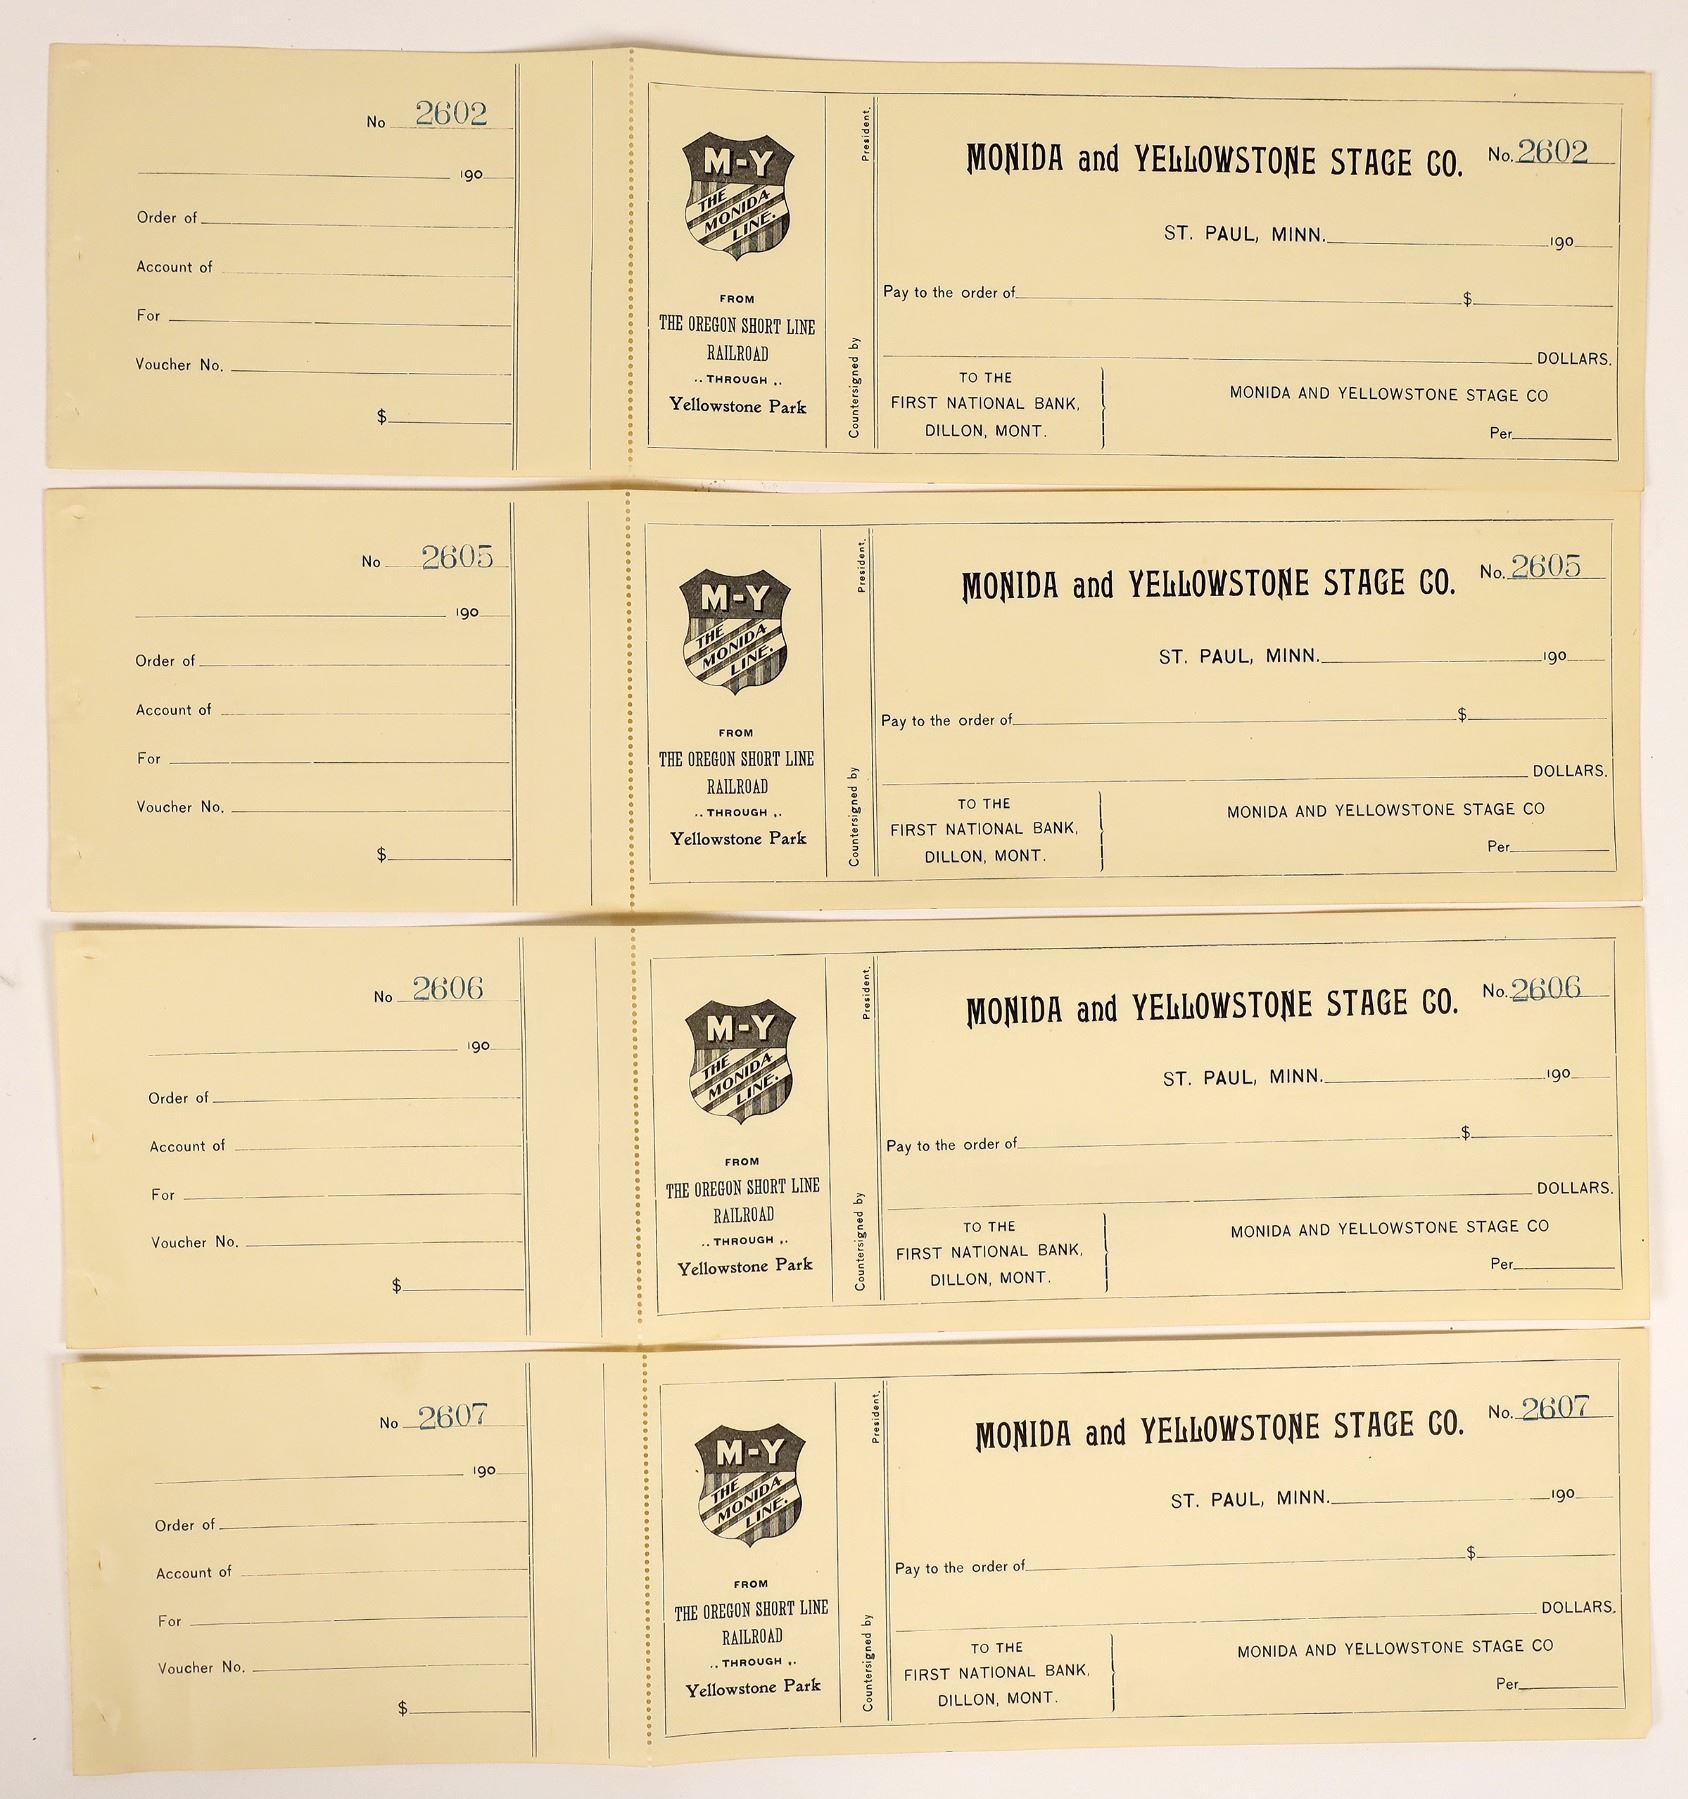 No 2602
190
Order of
Account of
For
Voucher No.
$
M-Y
THE
MONIDA
LINE.
FROM
THE OREGON SHORT LINE
RAILROAD
.. THROUGH ..
Yellowstone Park
Countersigned by
President.
MONIDA and YELLOWSTONE STAGE CO. No. 2602
ST. PAUL, MINN. 190
Pay to the order of $
DOLLARS.
TO THE
FIRST NATIONAL BANK,
DILLON, MONT.
MONIDA AND YELLOWSTONE STAGE CO
Per
No 2605
190
Order of
Account of
For
Voucher No.
$
M-Y
THE
MONIDA
LINE.
FROM
THE OREGON SHORT LINE
RAILROAD
.. THROUGH ..
Yellowstone Park
Countersigned by
President.
MONIDA and YELLOWSTONE STAGE CO. No. 2605
ST. PAUL, MINN. 190
Pay to the order of $
DOLLARS.
TO THE
FIRST NATIONAL BANK,
DILLON, MONT.
MONIDA AND YELLOWSTONE STAGE CO
Per
No 2606
190
Order of
Account of
For
Voucher No.
$
M-Y
THE
MONIDA
LINE.
FROM
THE OREGON SHORT LINE
RAILROAD
.. THROUGH ..
Yellowstone Park
Countersigned by
President.
MONIDA and YELLOWSTONE STAGE CO. No. 2606
ST. PAUL, MINN. 190
Pay to the order of $
DOLLARS.
TO THE
FIRST NATIONAL BANK,
DILLON, MONT.
MONIDA AND YELLOWSTONE STAGE CO
Per
No 2607
190
Order of
Account of
For
Voucher No.
$
M-Y
THE
MONIDA
LINE.
FROM
THE OREGON SHORT LINE
RAILROAD
.. THROUGH ..
Yellowstone Park
Countersigned by
President.
MONIDA and YELLOWSTONE STAGE CO. No. 2607
ST. PAUL, MINN. 190
Pay to the order of $
DOLLARS.
TO THE
FIRST NATIONAL BANK,
DILLON, MONT.
MONIDA AND YELLOWSTONE STAGE CO
Per